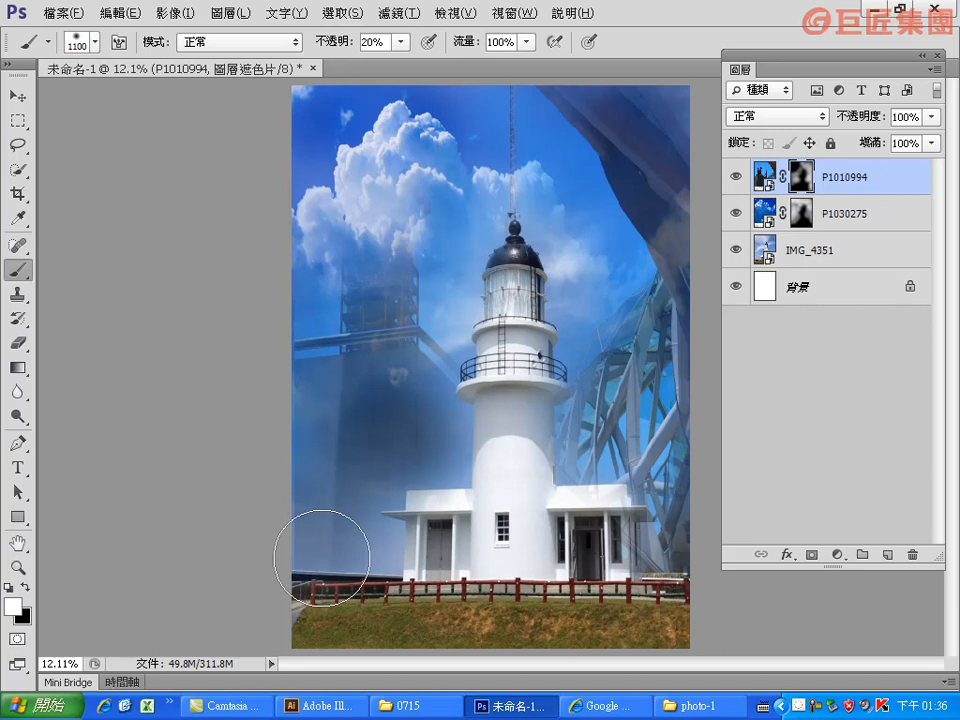 Ps 檔案(F) 編輯(E) 影像(I) 圖層(L) 文字(Y) 選取(S) 濾鏡(T) 檢視(V) 視窗(W) 說明(H)
巨匠集團
1100 模式: 正常 不透明: 20% 流量: 100%
未命名-1 @ 12.1% (P1010994, 圖層遮色片/8) * ×
圖層
種類
正常 不透明度: 100%
鎖定: 填滿: 100%
P1010994
P1030275
IMG_4351
背景
fx
12.11% 文件: 49.8M/311.8M
Mini Bridge 時間軸
開始 Camtasia ... Adobe Ill... 0715 未命名-1... Google ... photo-1 下午 01:36